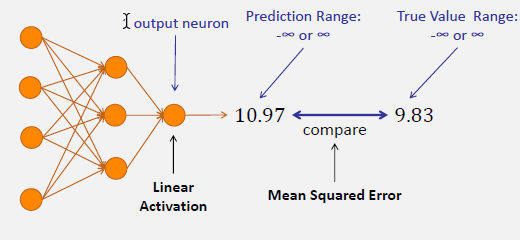 1 output neuron
Prediction Range:
-∞ or ∞
True Value Range:
-∞ or ∞
10.97
compare
9.83
Linear
Activation
Mean Squared Error